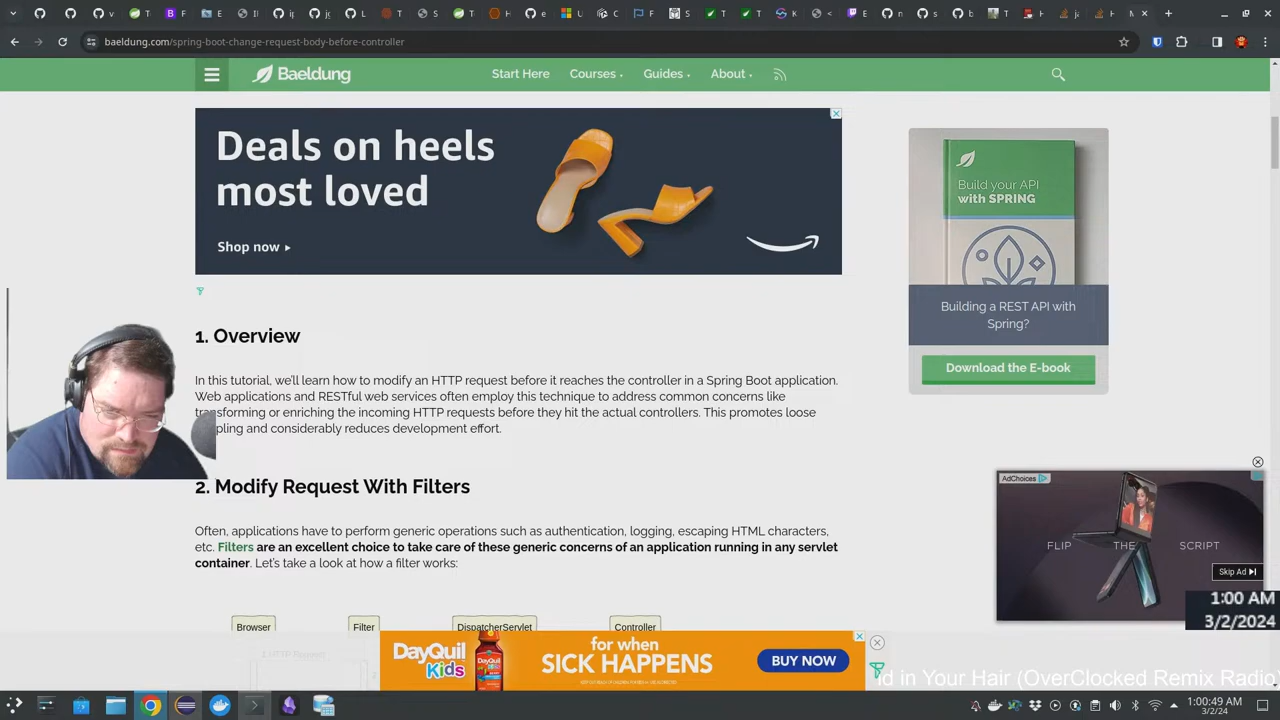 baeldung.com/spring-boot-change-request-body-before-controller
Baeldung
Start Here
Courses
Guides
About
Deals on heels
most loved
Shop now
Build your API
with SPRING
Building a REST API with
Spring?
Download the E-book
1. Overview
In this tutorial, we'll learn how to modify an HTTP request before it reaches the controller in a Spring Boot application.
Web applications and RESTful web services often employ this technique to address common concerns like
transforming or enriching the incoming HTTP requests before they hit the actual controllers. This promotes loose
pling and considerably reduces development effort.
2. Modify Request With Filters
Often, applications have to perform generic operations such as authentication, logging, escaping HTML characters,
etc. Filters are an excellent choice to take care of these generic concerns of an application running in any servlet
container. Let's take a look at how a filter works:
Browser
Filter
DispatcherServlet
Controller
1 HTTP Request
AdChoices
FLIP THE SCRIPT
Skip Ad
1:00 AM
3/2/2024
DayQuil
Kids
for when
SICK HAPPENS
BUY NOW
d in Your Hair (OverClocked Remix Radio
1:00:49 AM
3/2/24